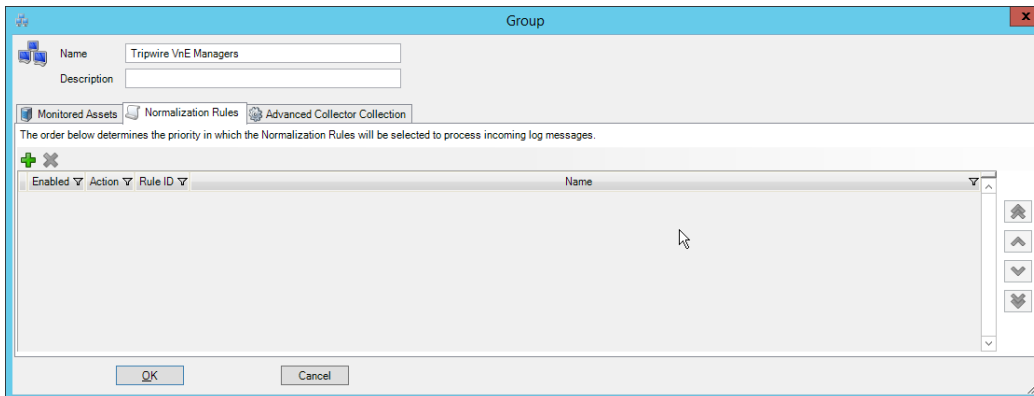 Group
x
Name Tripwire VnE Managers
Description
Monitored Assets Normalization Rules Advanced Collector Collection
The order below determines the priority in which the Normalization Rules will be selected to process incoming log messages.
Enabled Action Rule ID Name
OK Cancel